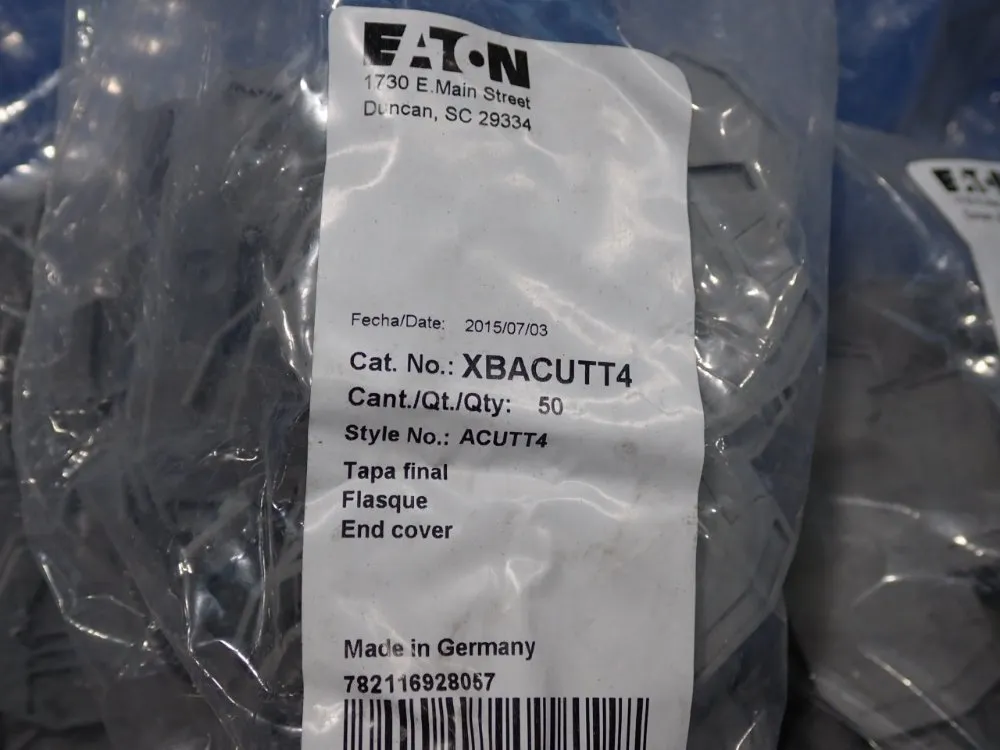 EATON
1730 E.Main Street
Duncan, SC 29334
Fecha/Date: 2015/07/03
Cat. No.: XBACUTT4
Cant./Qt./Qty: 50
Style No.: ACUTT4
Tapa final
Flasque
End cover
Made in Germany
782116928057